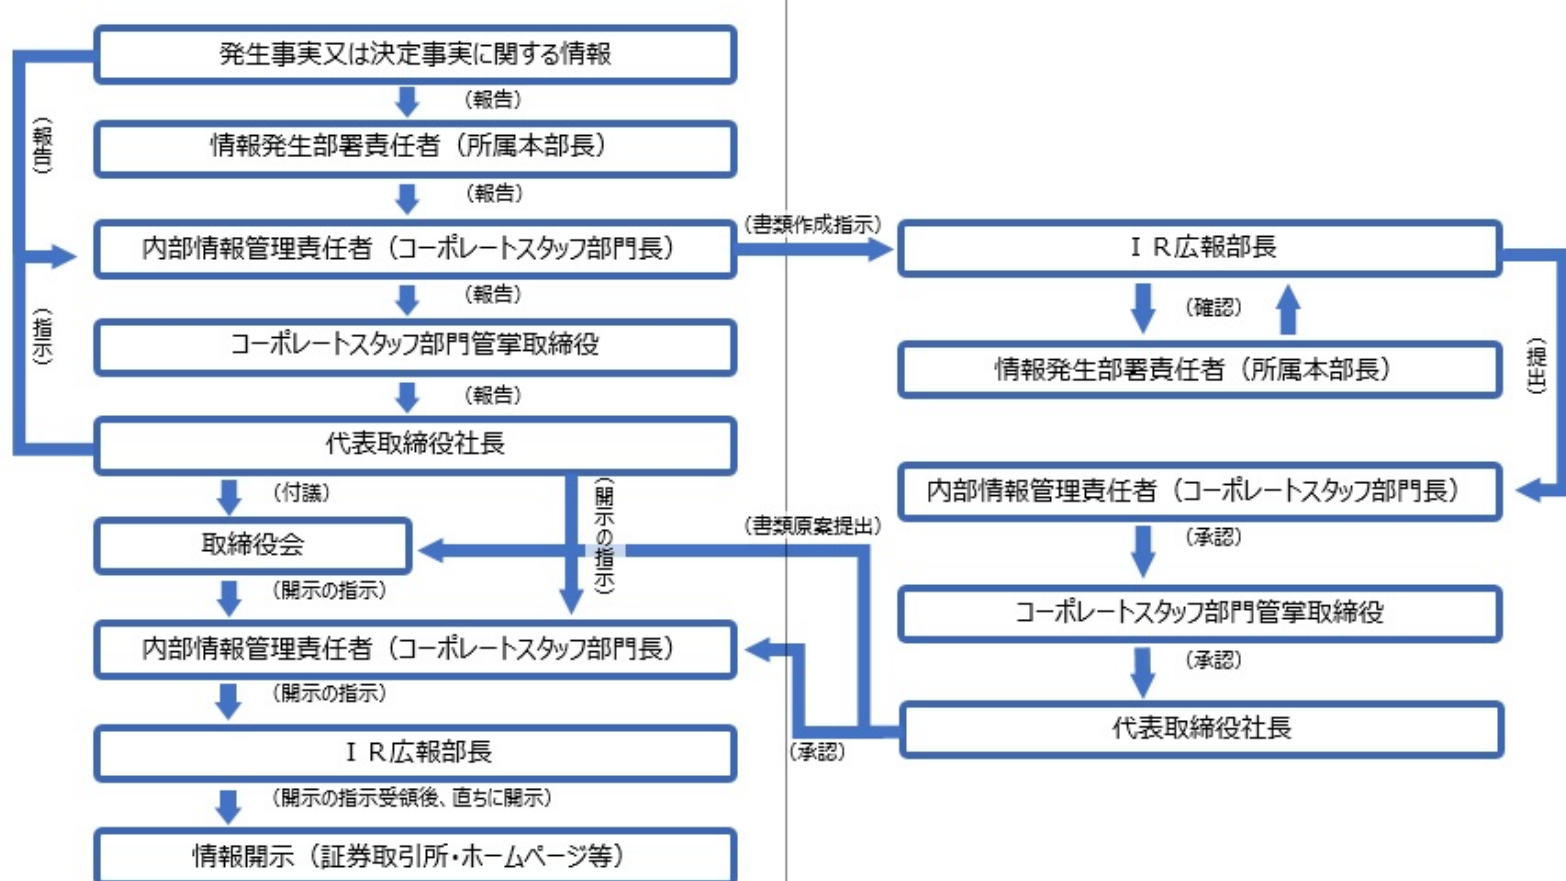 発生事実又は決定事実に関する情報
(報告)
(報告)
情報発生部署責任者（所属本部長）
(報告)
内部情報管理責任者（コーポレートスタッフ部門長）
(報告)
(指示)
コーポレートスタッフ部門管掌取締役
(報告)
代表取締役社長
(付議)
(開示の指示)
取締役会
(開示の指示)
内部情報管理責任者（コーポレートスタッフ部門長）
(開示の指示)
ＩＲ広報部長
(開示の指示受領後、直ちに開示)
情報開示（証券取引所・ホームページ等）
(書類作成指示)
ＩＲ広報部長
(確認)
情報発生部署責任者（所属本部長）
(提出)
内部情報管理責任者（コーポレートスタッフ部門長）
(承認)
コーポレートスタッフ部門管掌取締役
(承認)
代表取締役社長
(書類原案提出)
(承認)